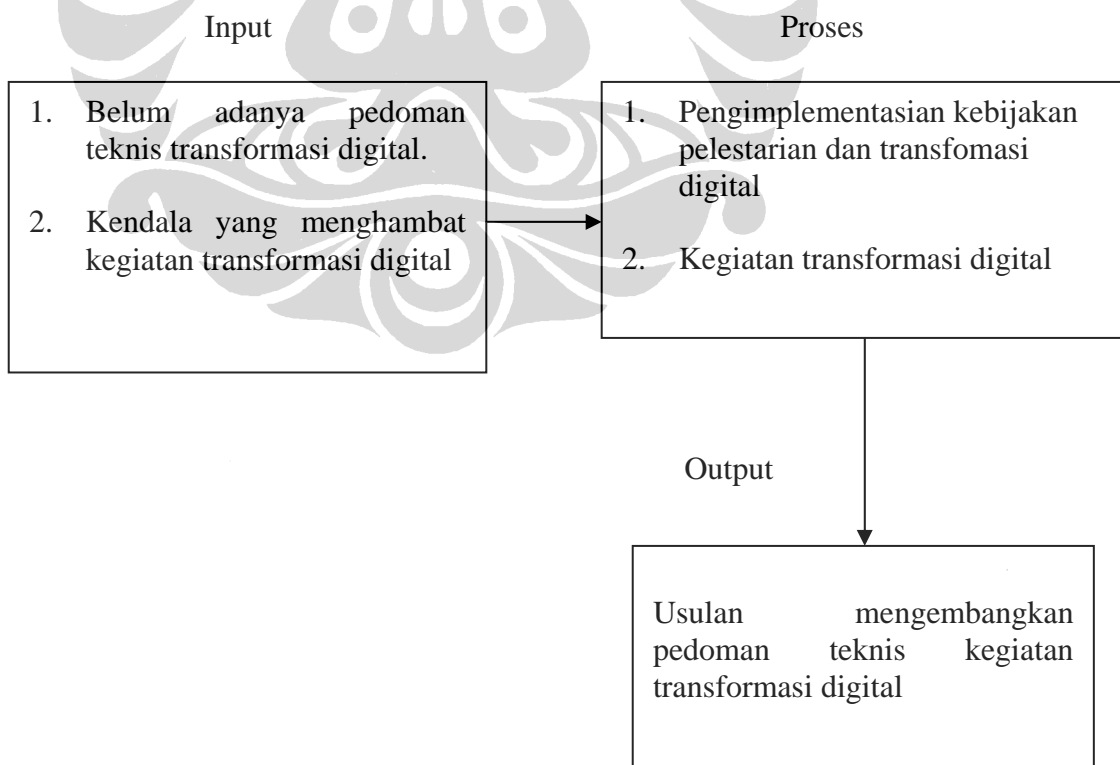 Input
Proses
1. Belum adanya pedoman
teknis transformasi digital.
2. Kendala yang menghambat
kegiatan transformasi digital
1. Pengimplementasian kebijakan
pelestarian dan transfomasi
digital
2. Kegiatan transformasi digital
Output
Usulan mengembangkan
pedoman teknis kegiatan
transformasi digital